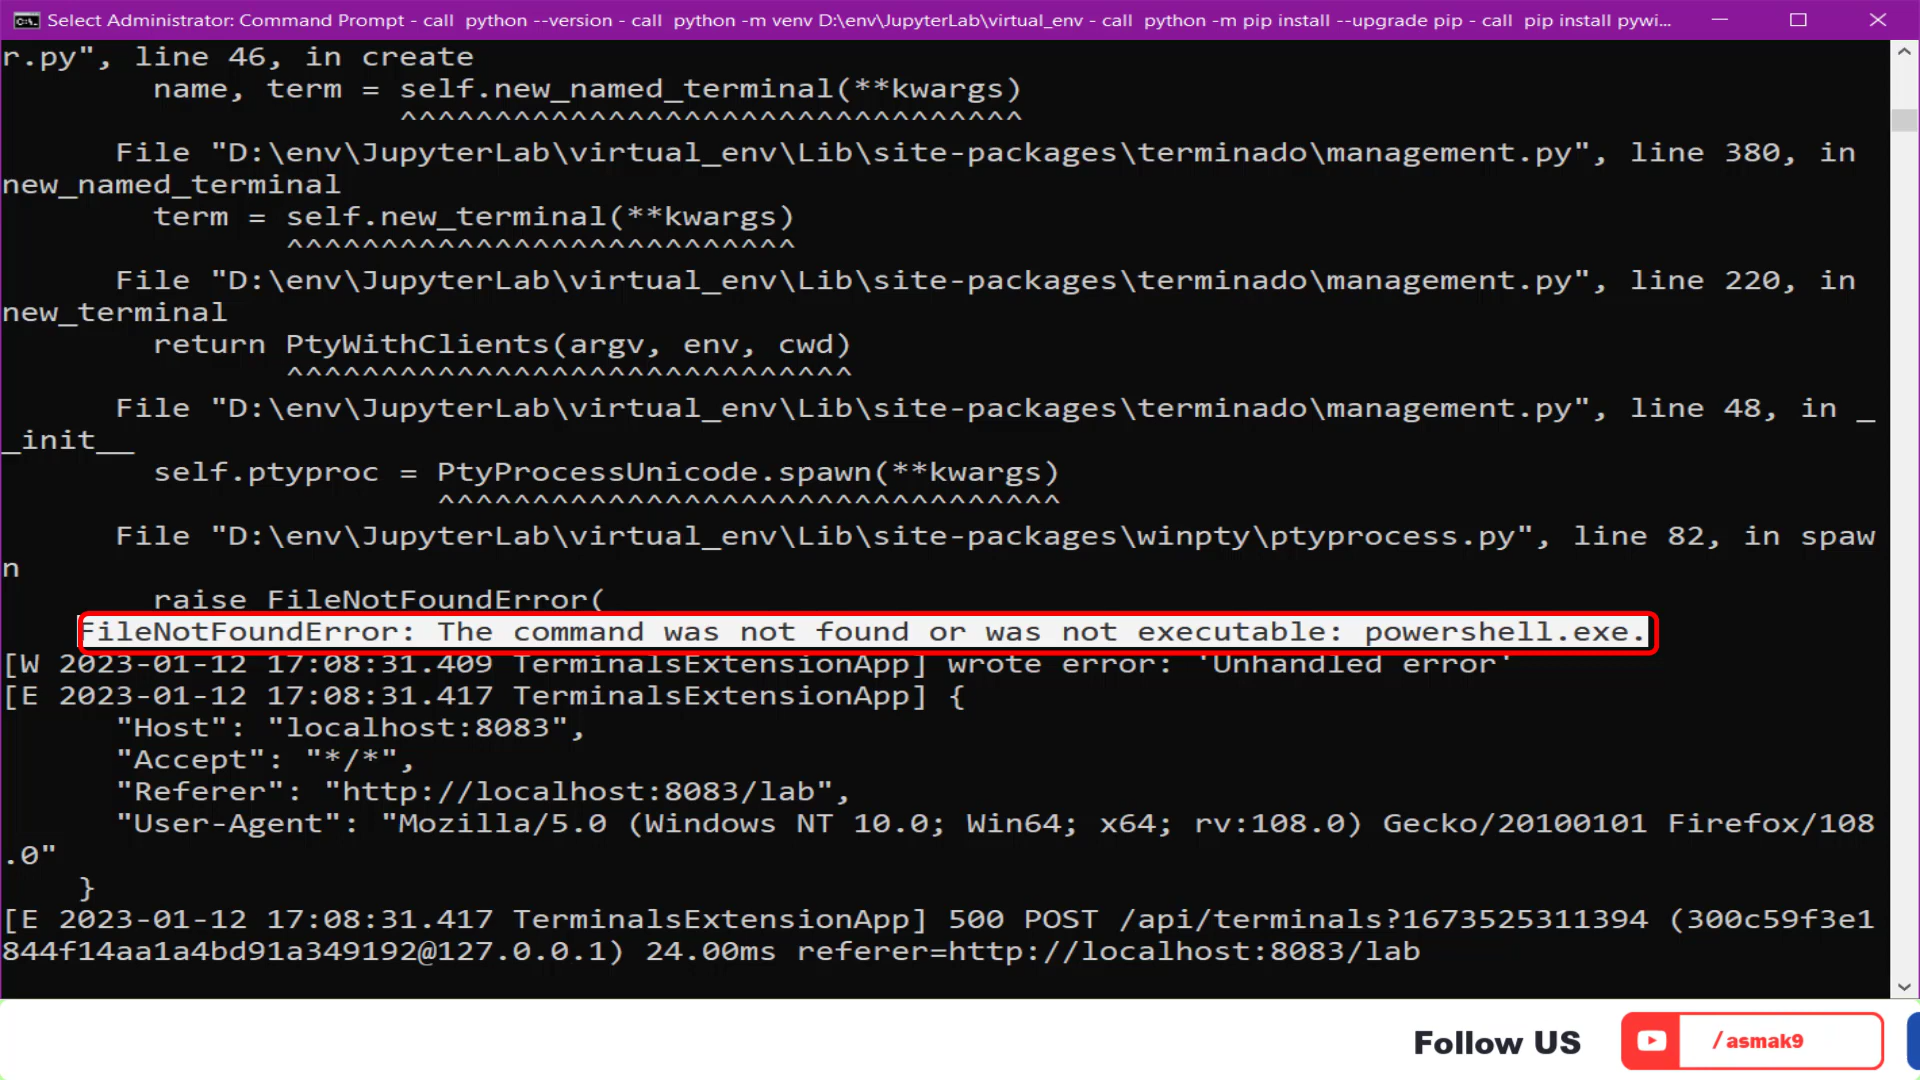 Select Administrator: Command Prompt - call  python --version - call  python -m venv D:\env\JupyterLab\virtual_env - call  python -m pip install --upgrade pip - call  pip install pywi...
r.py", line 46, in create
        name, term = self.new_named_terminal(**kwargs)
                     ^^^^^^^^^^^^^^^^^^^^^^^^^^^^^^^^^
      File "D:\env\JupyterLab\virtual_env\Lib\site-packages\terminado\management.py", line 380, in
new_named_terminal
        term = self.new_terminal(**kwargs)
               ^^^^^^^^^^^^^^^^^^^^^^^^^^^
      File "D:\env\JupyterLab\virtual_env\Lib\site-packages\terminado\management.py", line 220, in
new_terminal
        return PtyWithClients(argv, env, cwd)
               ^^^^^^^^^^^^^^^^^^^^^^^^^^^^^^
      File "D:\env\JupyterLab\virtual_env\Lib\site-packages\terminado\management.py", line 48, in _
_init__
        self.ptyproc = PtyProcessUnicode.spawn(**kwargs)
                       ^^^^^^^^^^^^^^^^^^^^^^^^^^^^^^^^^
      File "D:\env\JupyterLab\virtual_env\Lib\site-packages\winpty\ptyprocess.py", line 82, in spaw
n
        raise FileNotFoundError(
    FileNotFoundError: The command was not found or was not executable: powershell.exe.
[W 2023-01-12 17:08:31.409 TerminalsExtensionApp] wrote error: 'Unhandled error'
[E 2023-01-12 17:08:31.417 TerminalsExtensionApp] {
      "Host": "localhost:8083",
      "Accept": "*/*",
      "Referer": "http://localhost:8083/lab",
      "User-Agent": "Mozilla/5.0 (Windows NT 10.0; Win64; x64; rv:108.0) Gecko/20100101 Firefox/108
.0"
    }
[E 2023-01-12 17:08:31.417 TerminalsExtensionApp] 500 POST /api/terminals?1673525311394 (300c59f3e1
844f14aa1a4bd91a349192@127.0.0.1) 24.00ms referer=http://localhost:8083/lab
Follow US
/asmak9